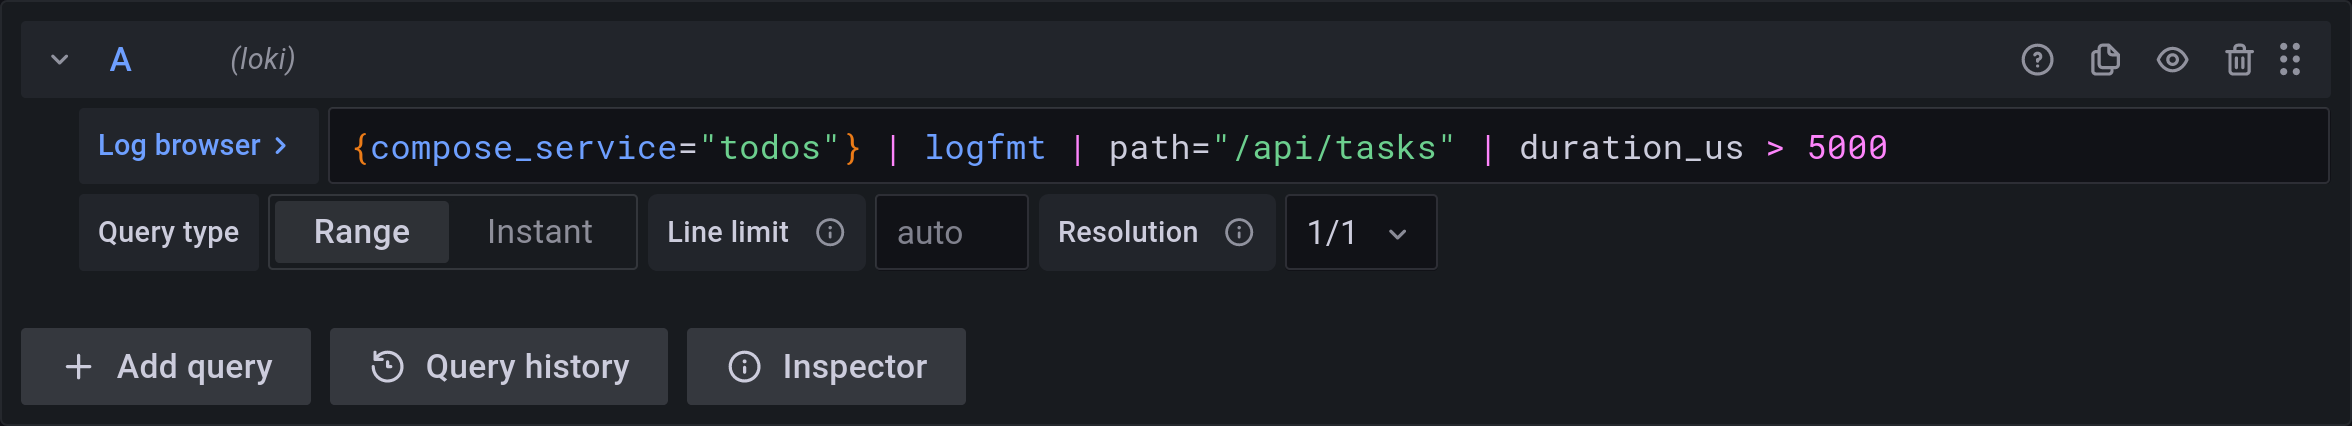 A (loki)
Log browser > {compose_service="todos"} | logfmt | path="/api/tasks" | duration_us > 5000
Query type Range Instant Line limit auto Resolution 1/1
+ Add query Query history Inspector